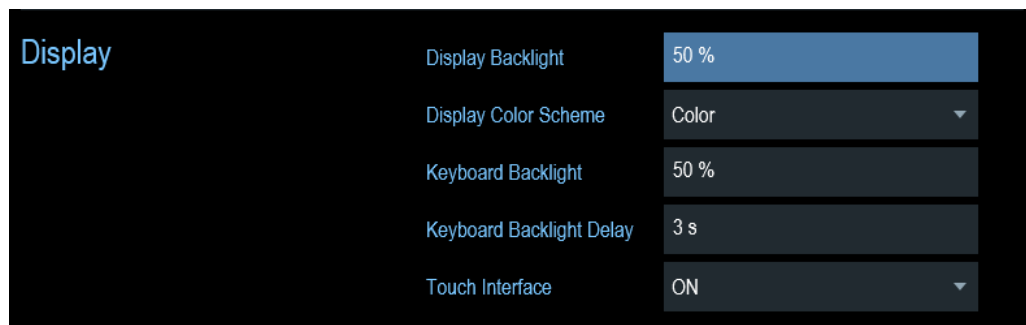 Display
Display Backlight 50 %
Display Color Scheme Color
Keyboard Backlight 50 %
Keyboard Backlight Delay 3 s
Touch Interface ON